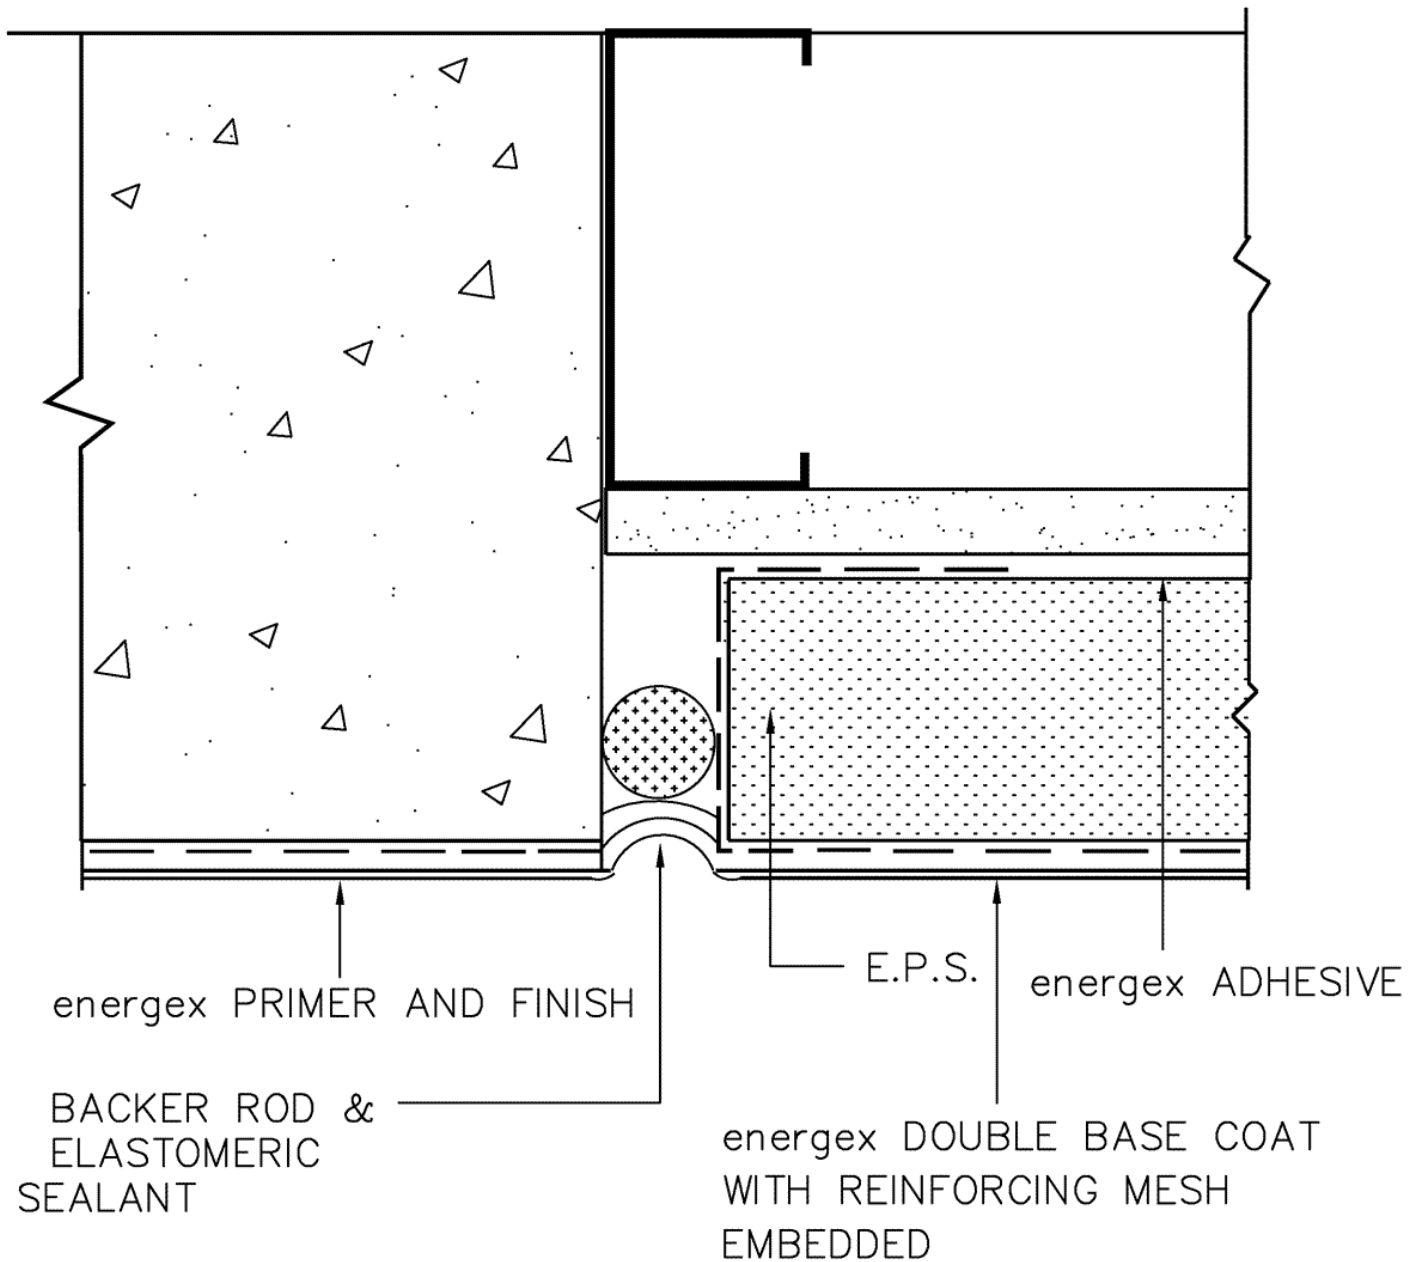 E.P.S.
energex ADHESIVE
energex PRIMER AND FINISH
BACKER ROD &
ELASTOMERIC
SEALANT
energex DOUBLE BASE COAT
WITH REINFORCING MESH
EMBEDDED